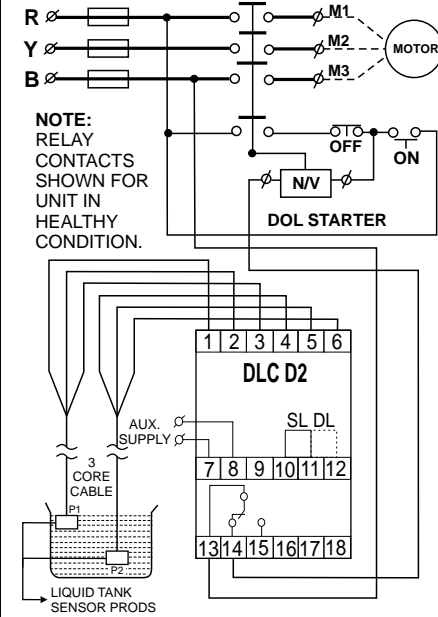 R
M1
Y
M2
MOTOR
B
M3
NOTE:
RELAY
CONTACTS
SHOWN FOR
UNIT IN
HEALTHY
CONDITION.
OFF
ON
N/V
DOL STARTER
1 2 3 4 5 6
DLC D2
AUX.
SUPPLY
SL DL
3
CORE
CABLE
7 8 9 10 11 12
P1
P2
13 14 15 16 17 18
LIQUID TANK
SENSOR PRODS